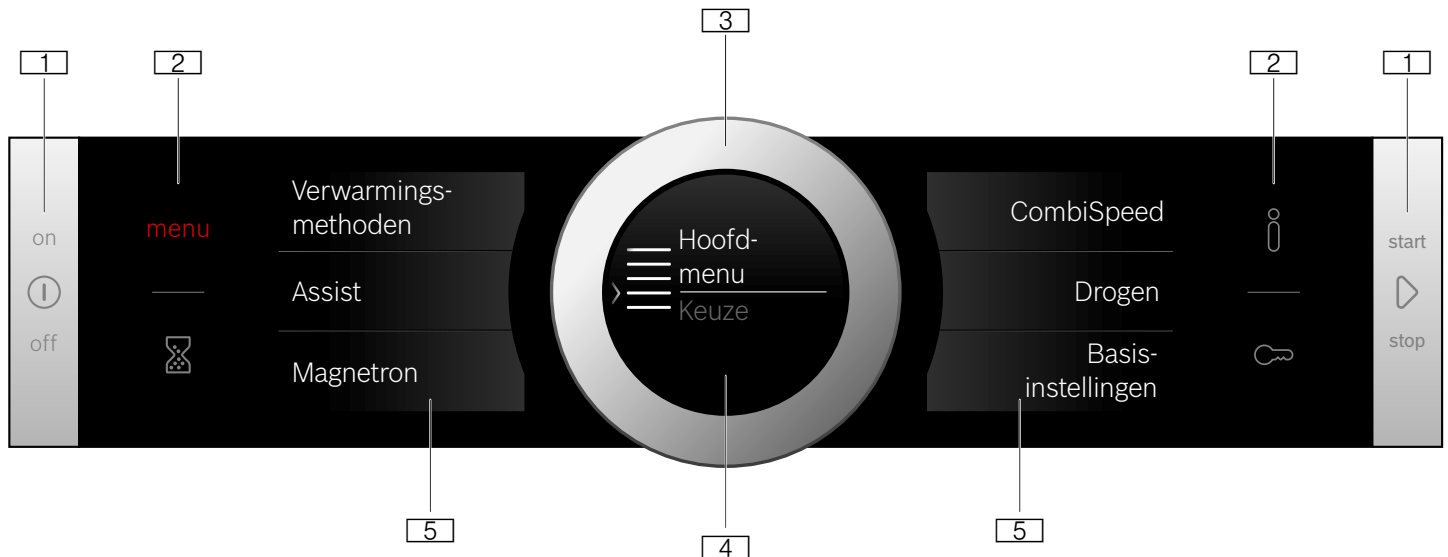 3
1
2
2
1
on
off
menu
Verwarmings-
methoden
Assist
Magnetron
Hoofd-
menu
Keuze
CombiSpeed
Drogen
Basis-
instellingen
start
stop
5
4
5